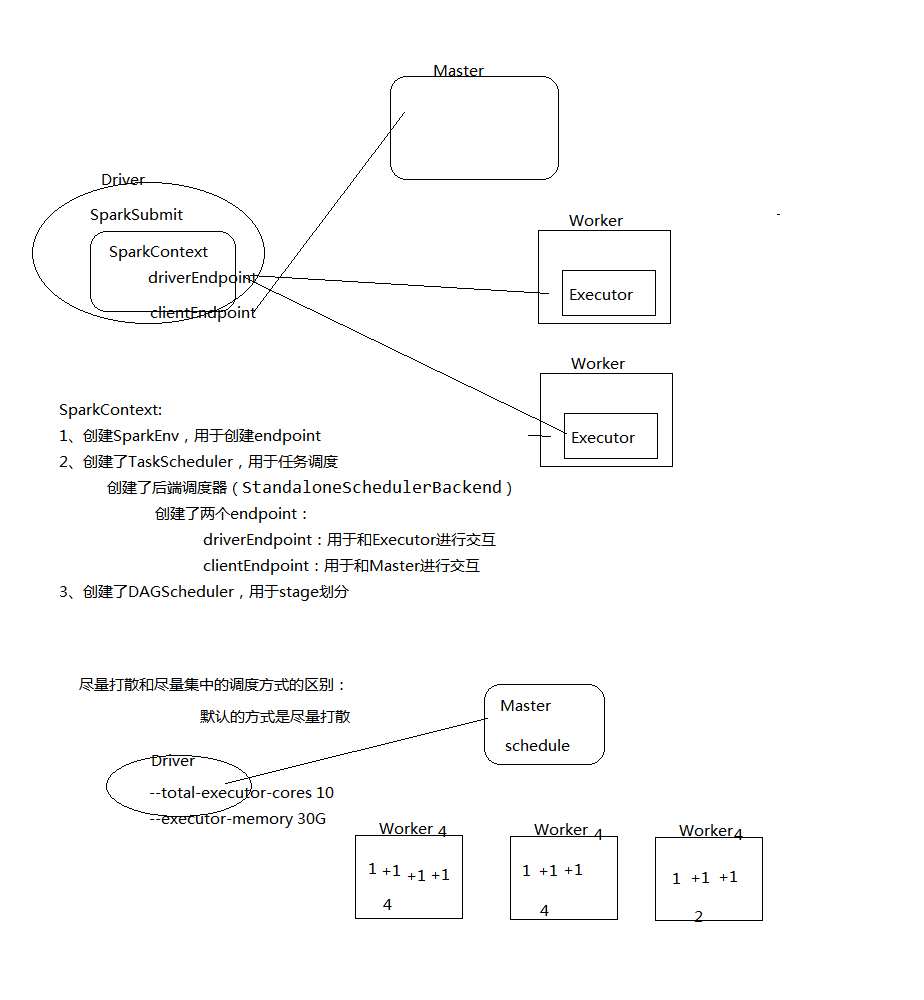 Master
Driver
SparkSubmit
SparkContext
driverEndpoint
clientEndpoint
Worker
Executor
Worker
Executor
SparkContext:
1、创建SparkEnv，用于创建endpoint
2、创建了TaskScheduler，用于任务调度
创建了后端调度器（StandaloneSchedulerBackend）
创建了两个endpoint：
driverEndpoint：用于和Executor进行交互
clientEndpoint：用于和Master进行交互
3、创建了DAGScheduler，用于stage划分
尽量打散和尽量集中的调度方式的区别：
默认的方式是尽量打散
Master
schedule
Driver
--total-executor-cores 10
--executor-memory 30G
Worker 4
1 +1 +1 +1
4
Worker 4
1 +1 +1
4
Worker 4
1 +1 +1
2